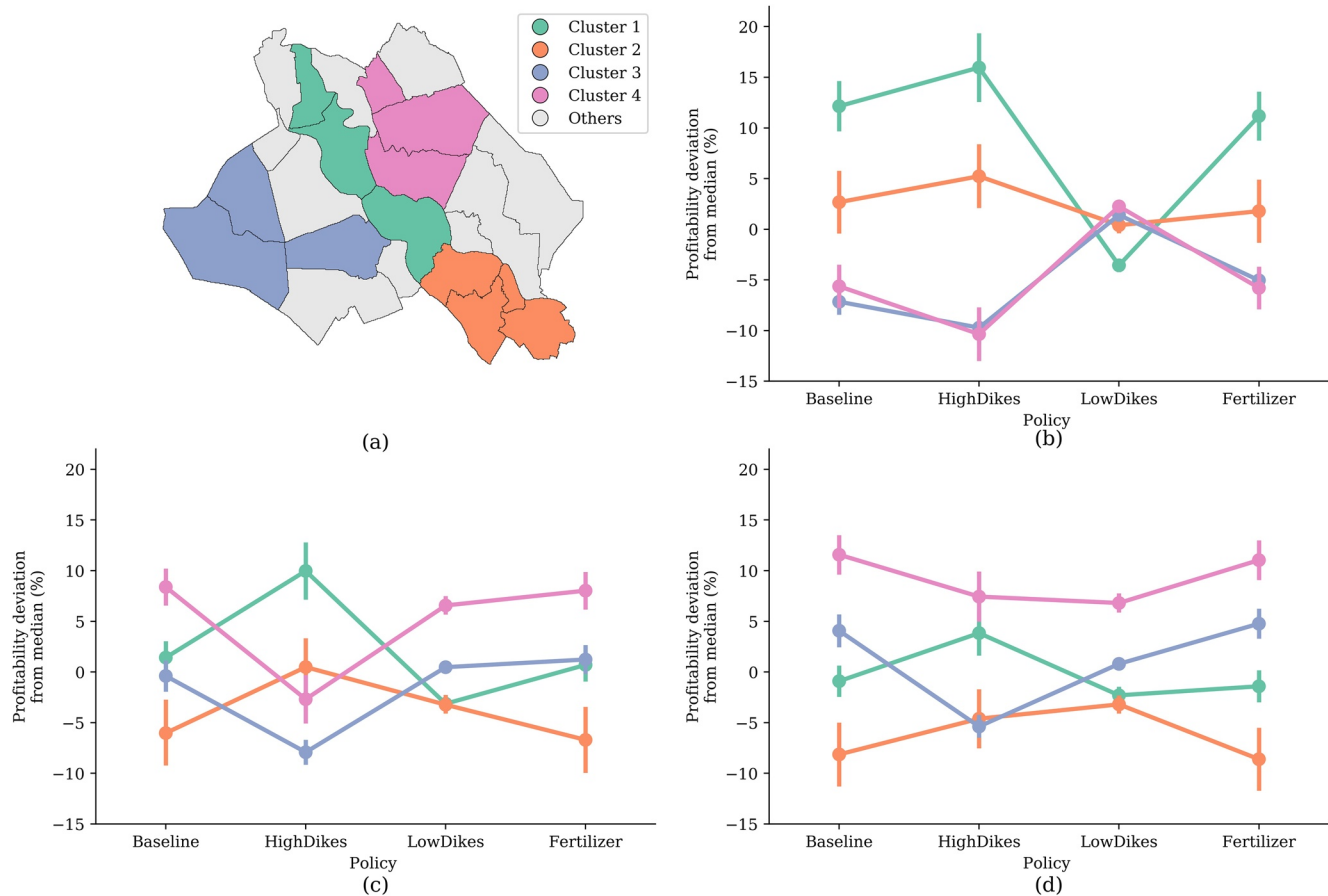 Cluster 1
Cluster 2
Cluster 3
Cluster 4
Others
(a)
20
15
10
5
0
−5
−10
−15
Profitability deviation
from median (%)
Baseline HighDikes LowDikes Fertilizer
Policy
(b)
20
15
10
5
0
−5
−10
−15
Profitability deviation
from median (%)
Baseline HighDikes LowDikes Fertilizer
Policy
(c)
20
15
10
5
0
−5
−10
−15
Profitability deviation
from median (%)
Baseline HighDikes LowDikes Fertilizer
Policy
(d)